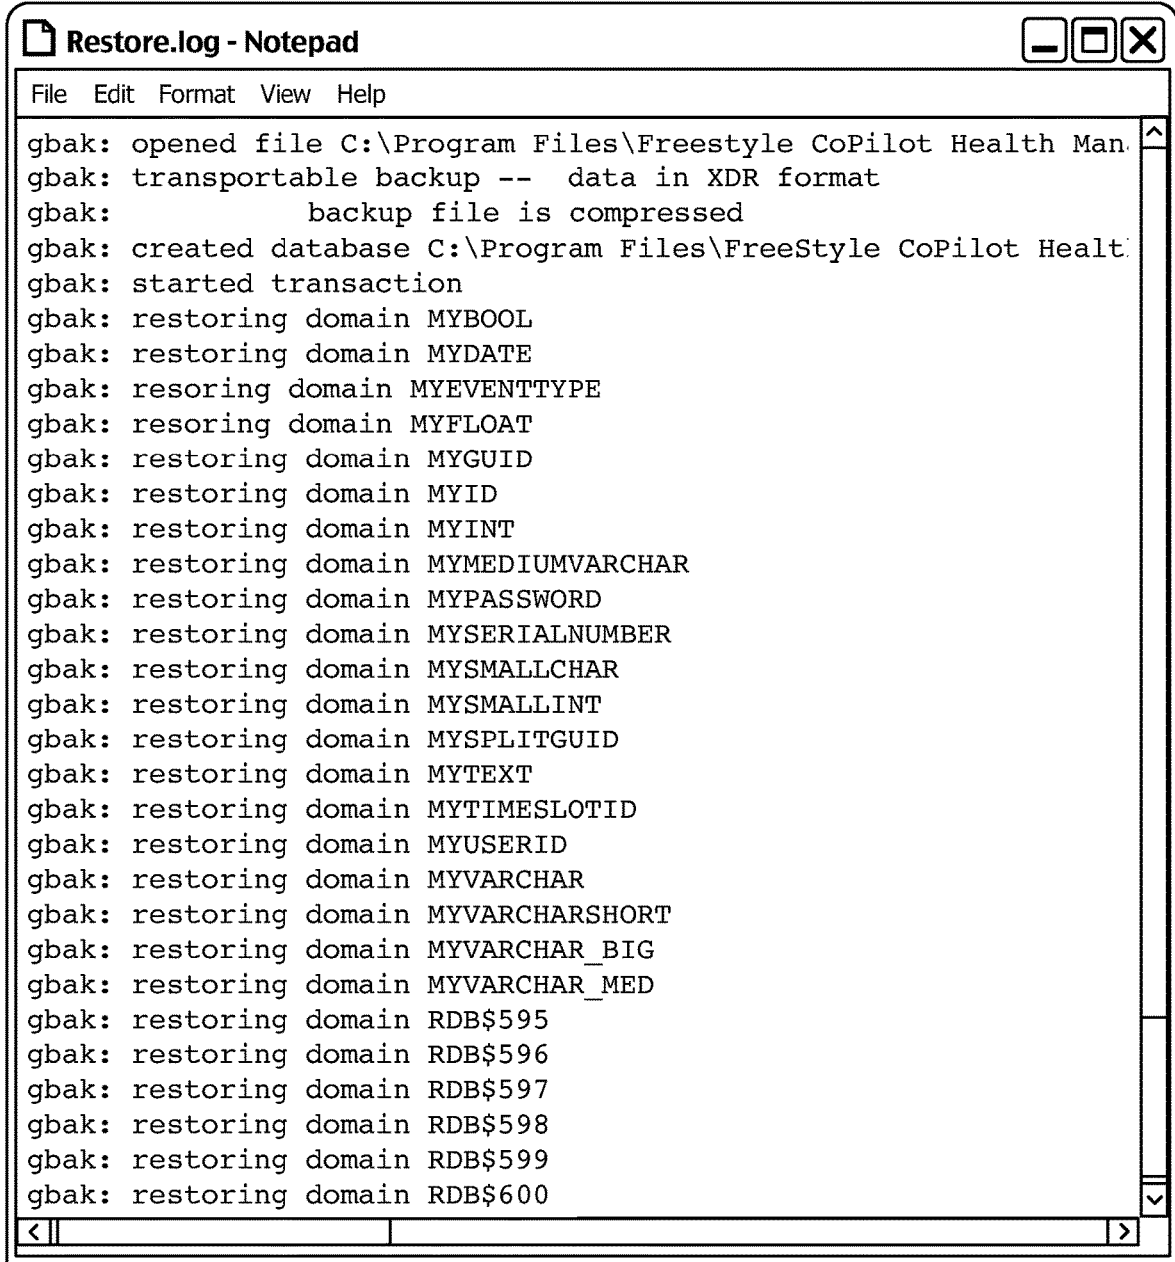 Restore.log - Notepad
File Edit Format View Help
gbak: opened file C:\Program Files\Freestyle CoPilot Health Man
gbak: transportable backup -- data in XDR format
gbak: backup file is compressed
gbak: created database C:\Program Files\FreeStyle CoPilot Healt
gbak: started transaction
gbak: restoring domain MYBOOL
gbak: restoring domain MYDATE
gbak: resoring domain MYEVENTTYPE
gbak: resoring domain MYFLOAT
gbak: restoring domain MYGUID
gbak: restoring domain MYID
gbak: restoring domain MYINT
gbak: restoring domain MYMEDIUMVARCHAR
gbak: restoring domain MYPASSWORD
gbak: restoring domain MYSERIALNUMBER
gbak: restoring domain MYSMALLCHAR
gbak: restoring domain MYSMALLINT
gbak: restoring domain MYSPLITGUID
gbak: restoring domain MYTEXT
gbak: restoring domain MYTIMESLOTID
gbak: restoring domain MYUSERID
gbak: restoring domain MYVARCHAR
gbak: restoring domain MYVARCHARSHORT
gbak: restoring domain MYVARCHAR_BIG
gbak: restoring domain MYVARCHAR_MED
gbak: restoring domain RDB$595
gbak: restoring domain RDB$596
gbak: restoring domain RDB$597
gbak: restoring domain RDB$598
gbak: restoring domain RDB$599
gbak: restoring domain RDB$600